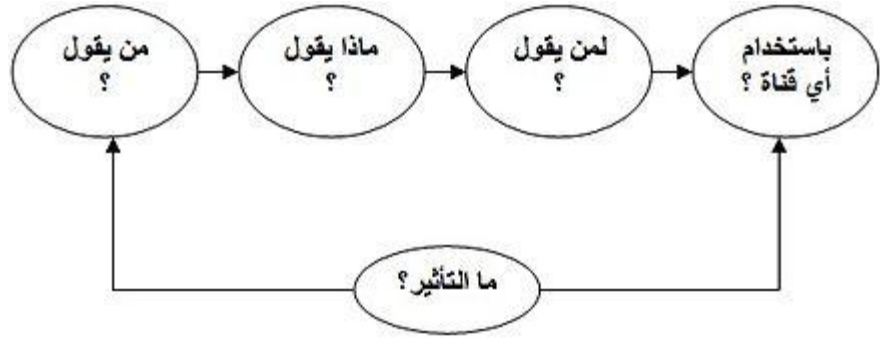 من يقول
؟
ماذا يقول
؟
لمن يقول
؟
باستخدام
أي قناة ؟
ما التأثير؟